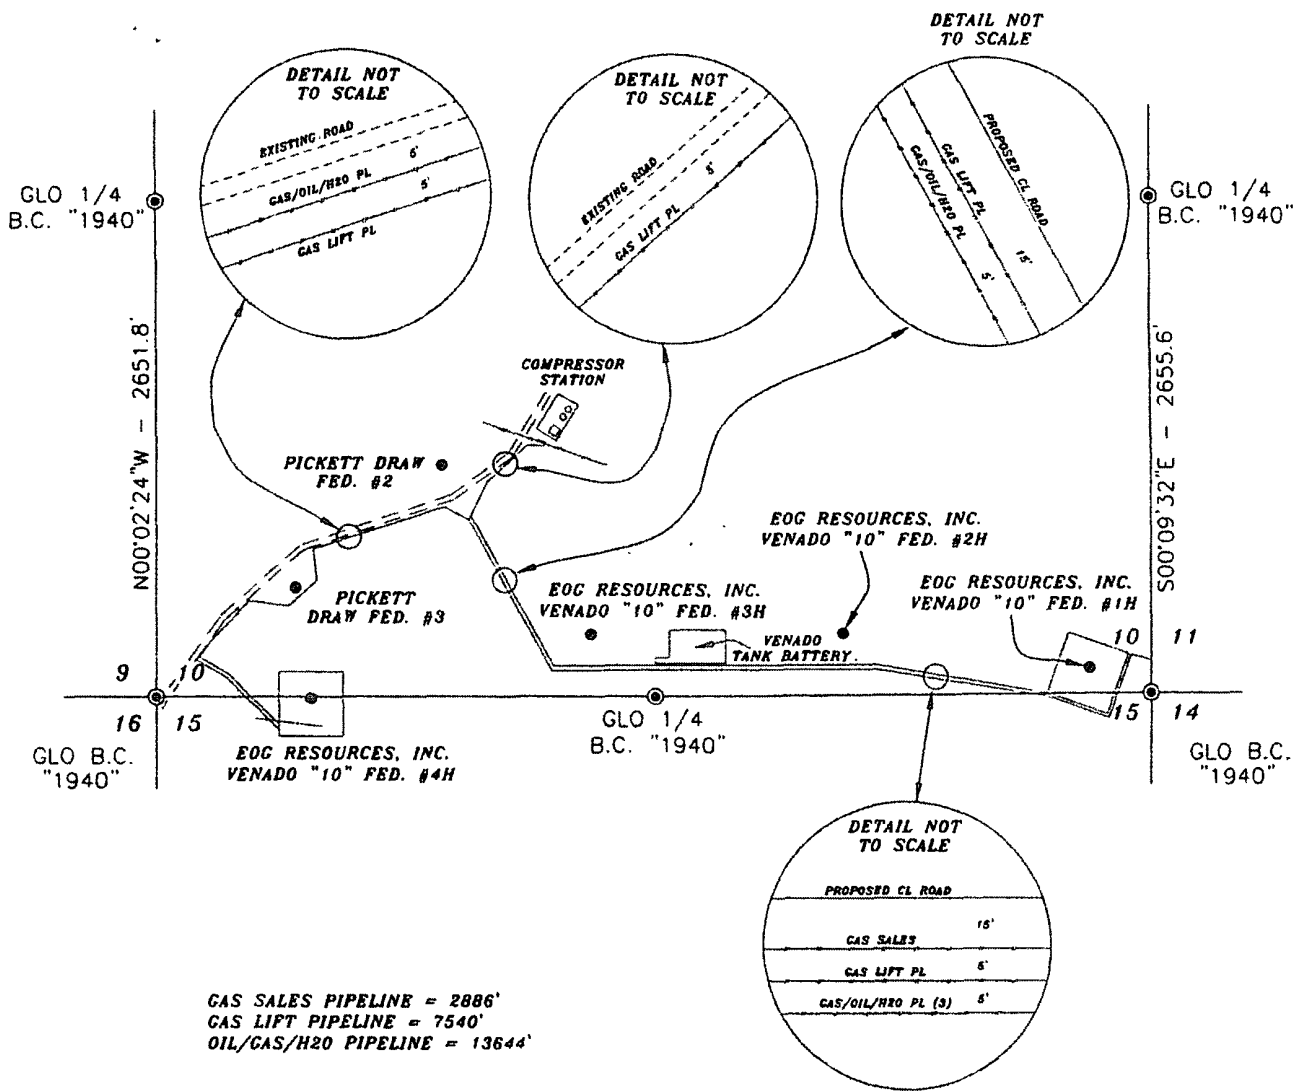 DETAIL NOT
TO SCALE
EXISTING ROAD
6'
GAS/OIL/H2O PL
5'
GAS LIFT PL
DETAIL NOT
TO SCALE
EXISTING ROAD
5'
GAS LIFT PL
DETAIL NOT
TO SCALE
PROPOSED CL ROAD
GAS LIFT PL
GAS/OIL/H2O PL
15'
5'
GLO 1/4
B.C. "1940"
GLO 1/4
B.C. "1940"
N00°02'24"W - 2651.8'
S00°09'32"E - 2655.6'
COMPRESSOR
STATION
PICKETT DRAW
FED. #2
EOG RESOURCES, INC.
VENADO "10" FED. #2H
EOG RESOURCES, INC.
VENADO "10" FED. #3H
EOG RESOURCES, INC.
VENADO "10" FED. #1H
PICKETT
DRAW FED. #3
VENADO
TANK BATTERY
10 11
9 10
16 15
15 14
GLO B.C.
"1940"
EOG RESOURCES, INC.
VENADO "10" FED. #4H
GLO 1/4
B.C. "1940"
GLO B.C.
"1940"
DETAIL NOT
TO SCALE
PROPOSED CL ROAD
15'
GAS SALES
GAS LIFT PL 5'
GAS/OIL/H2O PL (3) 5'
GAS SALES PIPELINE = 2886'
GAS LIFT PIPELINE = 7540'
OIL/GAS/H2O PIPELINE = 13644'